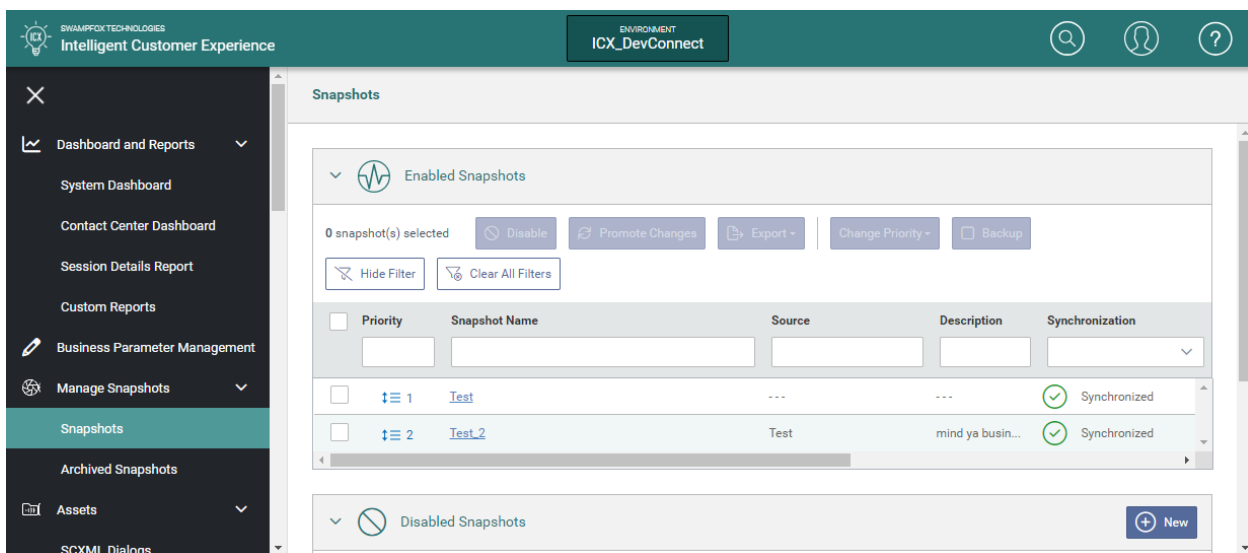 SWAMPFOX TECHNOLOGIES
ICX
Intelligent Customer Experience
ENVIRONMENT
ICX_DevConnect
?
Dashboard and Reports
System Dashboard
Contact Center Dashboard
Session Details Report
Custom Reports
Business Parameter Management
Manage Snapshots
Snapshots
Archived Snapshots
Assets
SCXML Dialogs
Snapshots
Enabled Snapshots
0 snapshot(s) selected Disable Promote Changes Export Change Priority Backup
Hide Filter Clear All Filters
Priority Snapshot Name Source Description Synchronization
1 Test - - - - - - Synchronized
2 Test_2 Test mind ya busin... Synchronized
Disabled Snapshots New